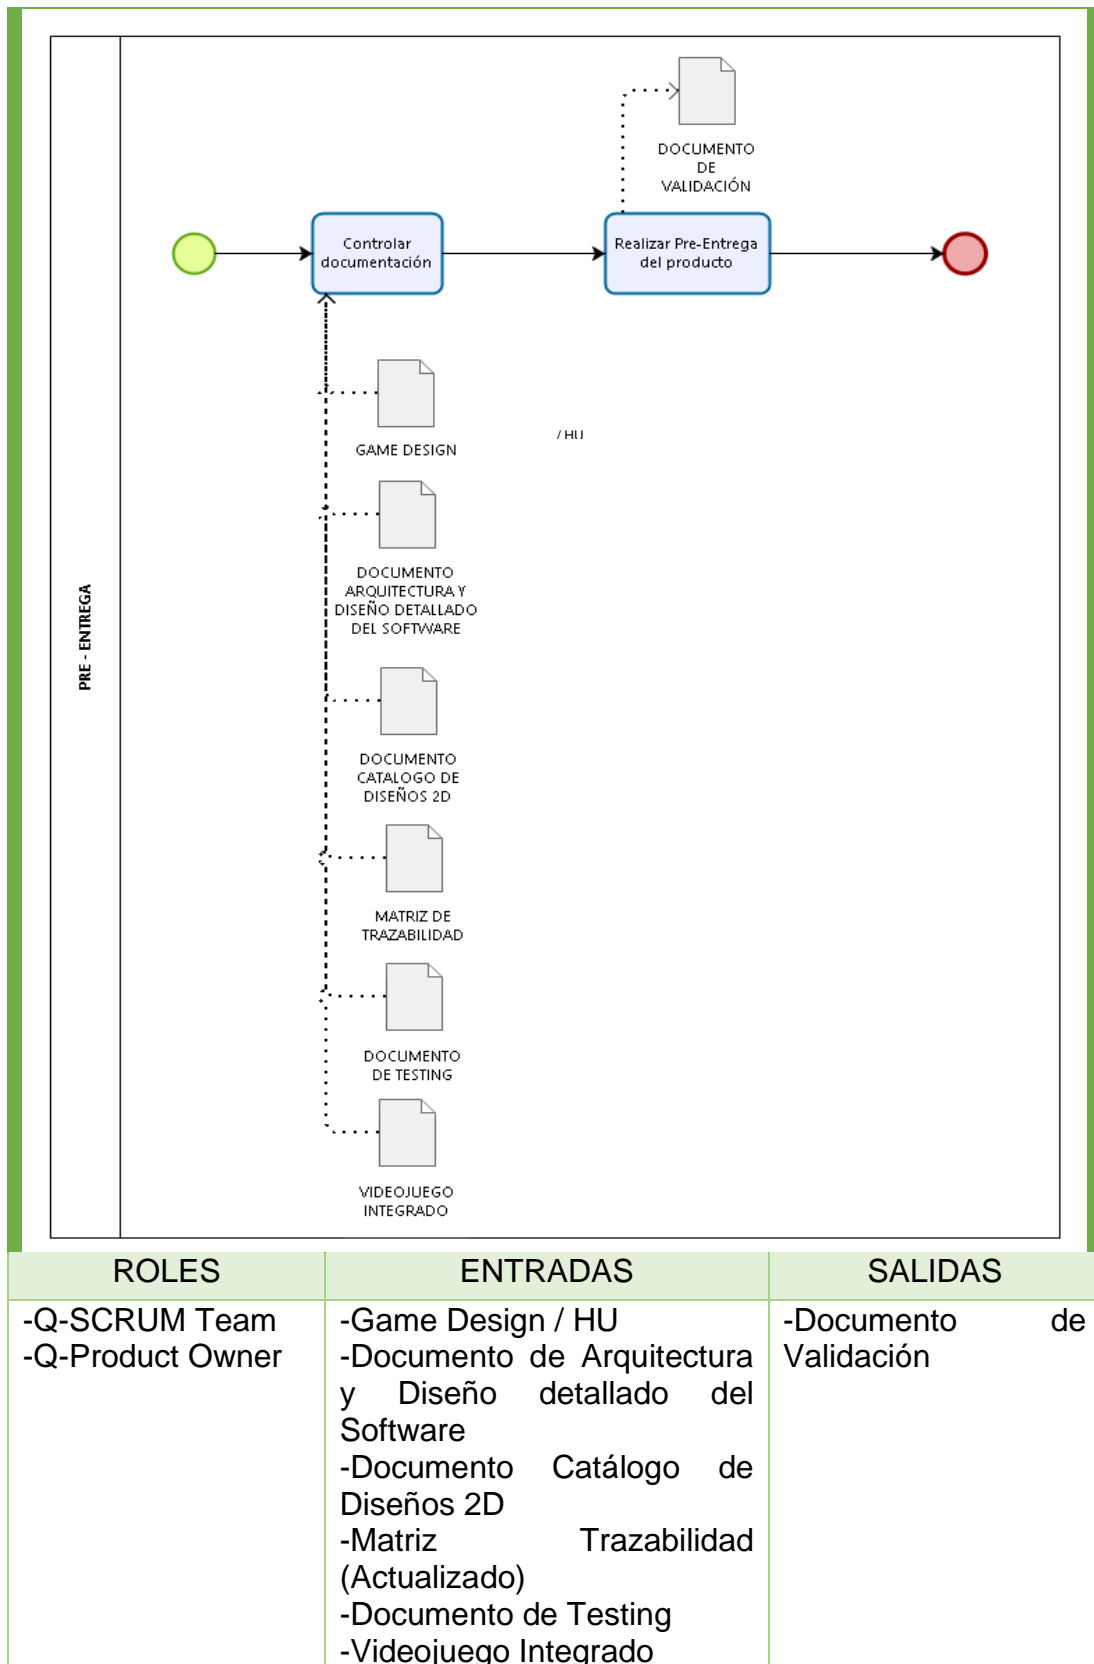 DOCUMENTO
DE
VALIDACIÓN
Controlar
documentación
Realizar Pre-Entrega
del producto
GAME DESIGN
/ HU
DOCUMENTO
ARQUITECTURA Y
DISEÑO DETALLADO
DEL SOFTWARE
PRE - ENTREGA
DOCUMENTO
CATALOGO DE
DISEÑOS 2D
MATRIZ DE
TRAZABILIDAD
DOCUMENTO
DE TESTING
VIDEOJUEGO
INTEGRADO
ROLES
ENTRADAS
SALIDAS
-Q-SCRUM Team
-Q-Product Owner
-Game Design / HU
-Documento de Arquitectura
y Diseño detallado del
Software
-Documento Catálogo de
Diseños 2D
-Matriz Trazabilidad
(Actualizado)
-Documento de Testing
-Videojuego Integrado
-Documento de
Validación